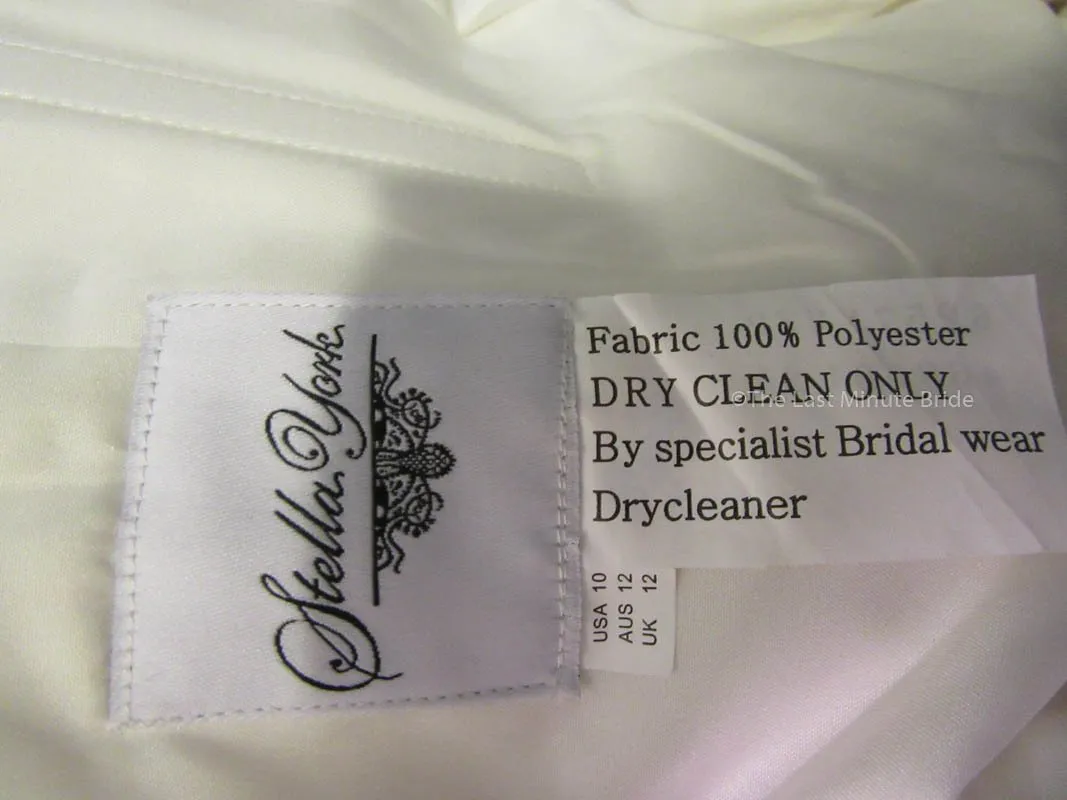 Stella York
Fabric 100% Polyester
DRY CLEAN ONLY
©The Last Minute Bride
By specialist Bridal wear
Drycleaner
USA 10
AUS 12
UK 12